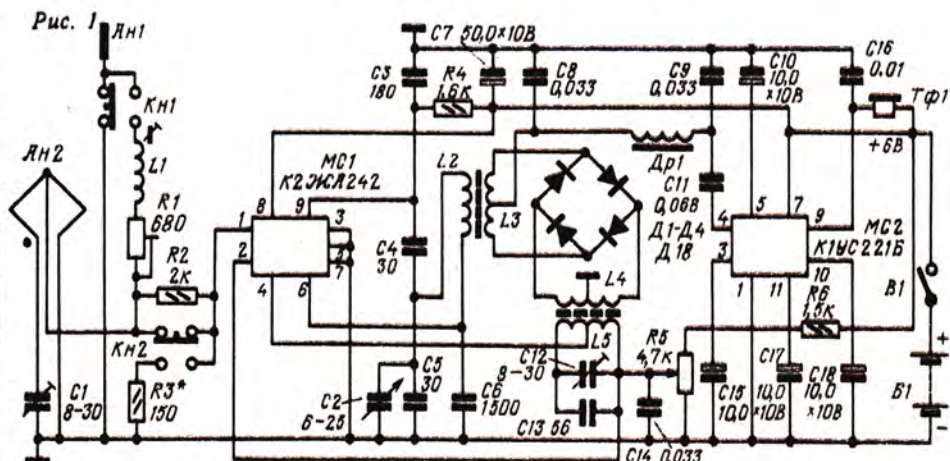 Рис. 1
Ан1
Кн1
L1
R1
680
R2
2к
Кн2
R3*
150
Ан2
C1
8-30
1
2
8
9
3
5
7
4
6
МС1
К2ЖА242
C3
180
R4
1,6к
C7
50,0×10В
C8
0,033
C4
30
L2
L3
C2
6-25
C5
30
C6
1500
Др1
C9
0,033
C10
10,0
×10В
C16
0.01
Тф1
+6В
C11
0,068
Д1-Д4
Д18
L4
L5
C12
8-30
C13 56
R5
4,7к
C14 0,033
4
3
5
7
9
10
1
11
МС2
К1УС221Б
R6
1,5к
C15
10,0
×10В
C17
10,0
×10В
C18
10,0
×10В
В1
+
Б1
-